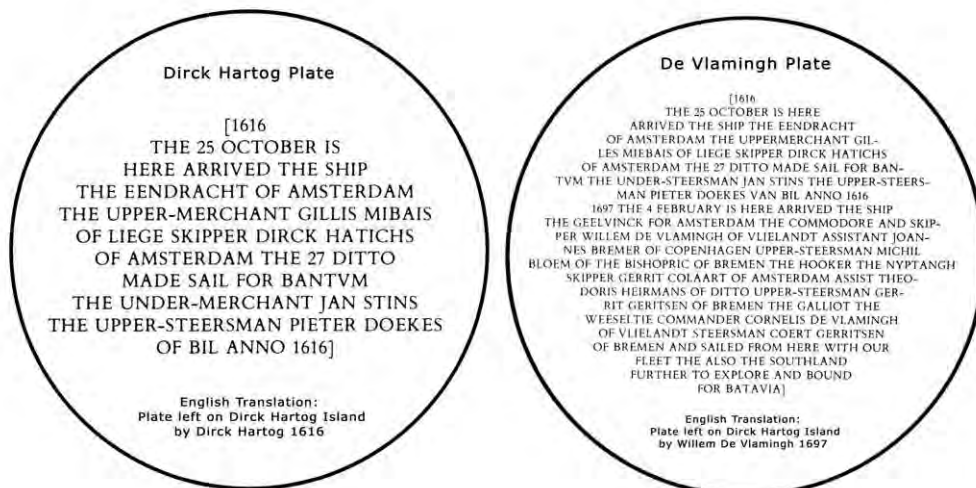 Dirck Hartog Plate
[1616
THE 25 OCTOBER IS
HERE ARRIVED THE SHIP
THE EENDRACHT OF AMSTERDAM
THE UPPER-MERCHANT GILLIS MIBAIS
OF LIEGE SKIPPER DIRCK HATICHS
OF AMSTERDAM THE 27 DITTO
MADE SAIL FOR BANTVM
THE UNDER-MERCHANT JAN STINS
THE UPPER-STEERSMAN PIETER DOEKES
OF BIL ANNO 1616]
English Translation:
Plate left on Dirck Hartog Island
by Dirck Hartog 1616
De Vlamingh Plate
[1616
THE 25 OCTOBER IS HERE
ARRIVED THE SHIP THE EENDRACHT
OF AMSTERDAM THE UPPERMERCHANT GIL-
LES MIEBAIS OF LIEGE SKIPPER DIRCK HATICHS
OF AMSTERDAM THE 27 DITTO MADE SAIL FOR BAN-
TVM THE UNDER-STEERSMAN JAN STINS THE UPPER-STEERS-
MAN PIETER DOEKES VAN BIL ANNO 1616
1697 THE 4 FEBRUARY IS HERE ARRIVED THE SHIP
THE GEELVINCK FOR AMSTERDAM THE COMMODORE AND SKIP-
PER WILLEM DE VLAMINGH OF VLIELANDT ASSISTANT JOAN-
NES BREMER OF COPENHAGEN UPPER-STEERSMAN MICHIL
BLOEM OF THE BISHOPRIC OF BREMEN THE HOOKER THE NYPTANGH
SKIPPER GERRIT COLAART OF AMSTERDAM ASSIST THEO-
DORIS HEIRMANS OF DITTO UPPER-STEERSMAN GER-
RIT GERITSEN OF BREMEN THE GALLIOT THE
WEESELTIE COMMANDER CORNELIS DE VLAMINGH
OF VLIELANDT STEERSMAN COERT GERRITSEN
OF BREMEN AND SAILED FROM HERE WITH OUR
FLEET THE ALSO THE SOUTHLAND
FURTHER TO EXPLORE AND BOUND
FOR BATAVIA]
English Translation:
Plate left on Dirck Hartog Island
by Willem De Vlamingh 1697